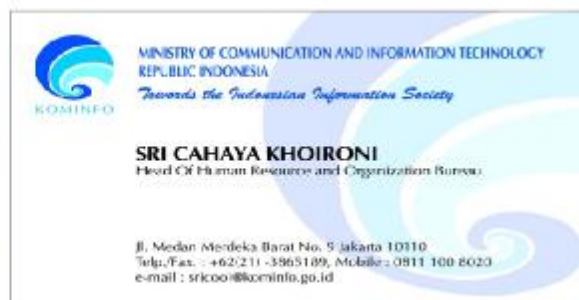 MINISTRY OF COMMUNICATION AND INFORMATION TECHNOLOGY
REPUBLIC INDONESIA
Towards the Indonesian Information Society
KOMINFO
SRI CAHAYA KHOIRONI
Head Of Human Resource and Organization Bureau
Jl. Medan Merdeka Barat No. 9 Jakarta 10110
Telp./Fax. : +62(21) -3865189, Mobile : 0811 100 8020
e-mail : sricool@kominfo.go.id